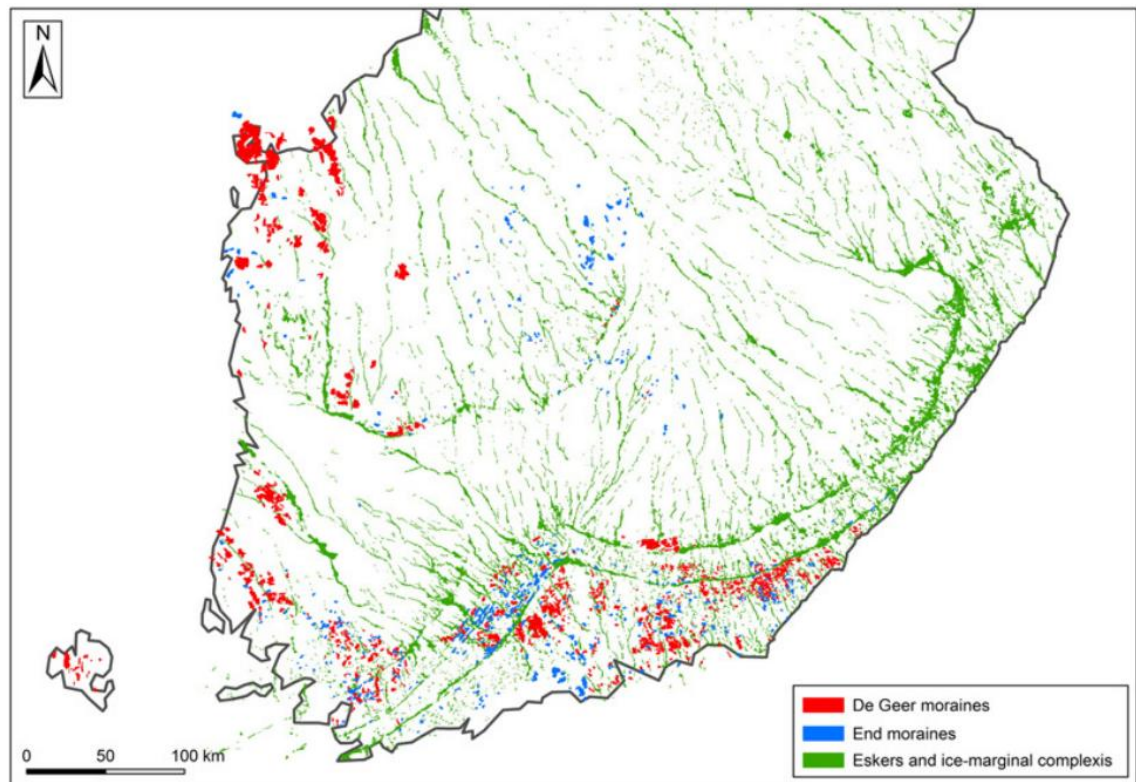 N
De Geer moraines
End moraines
Eskers and ice-marginal complexis
0 50 100 km